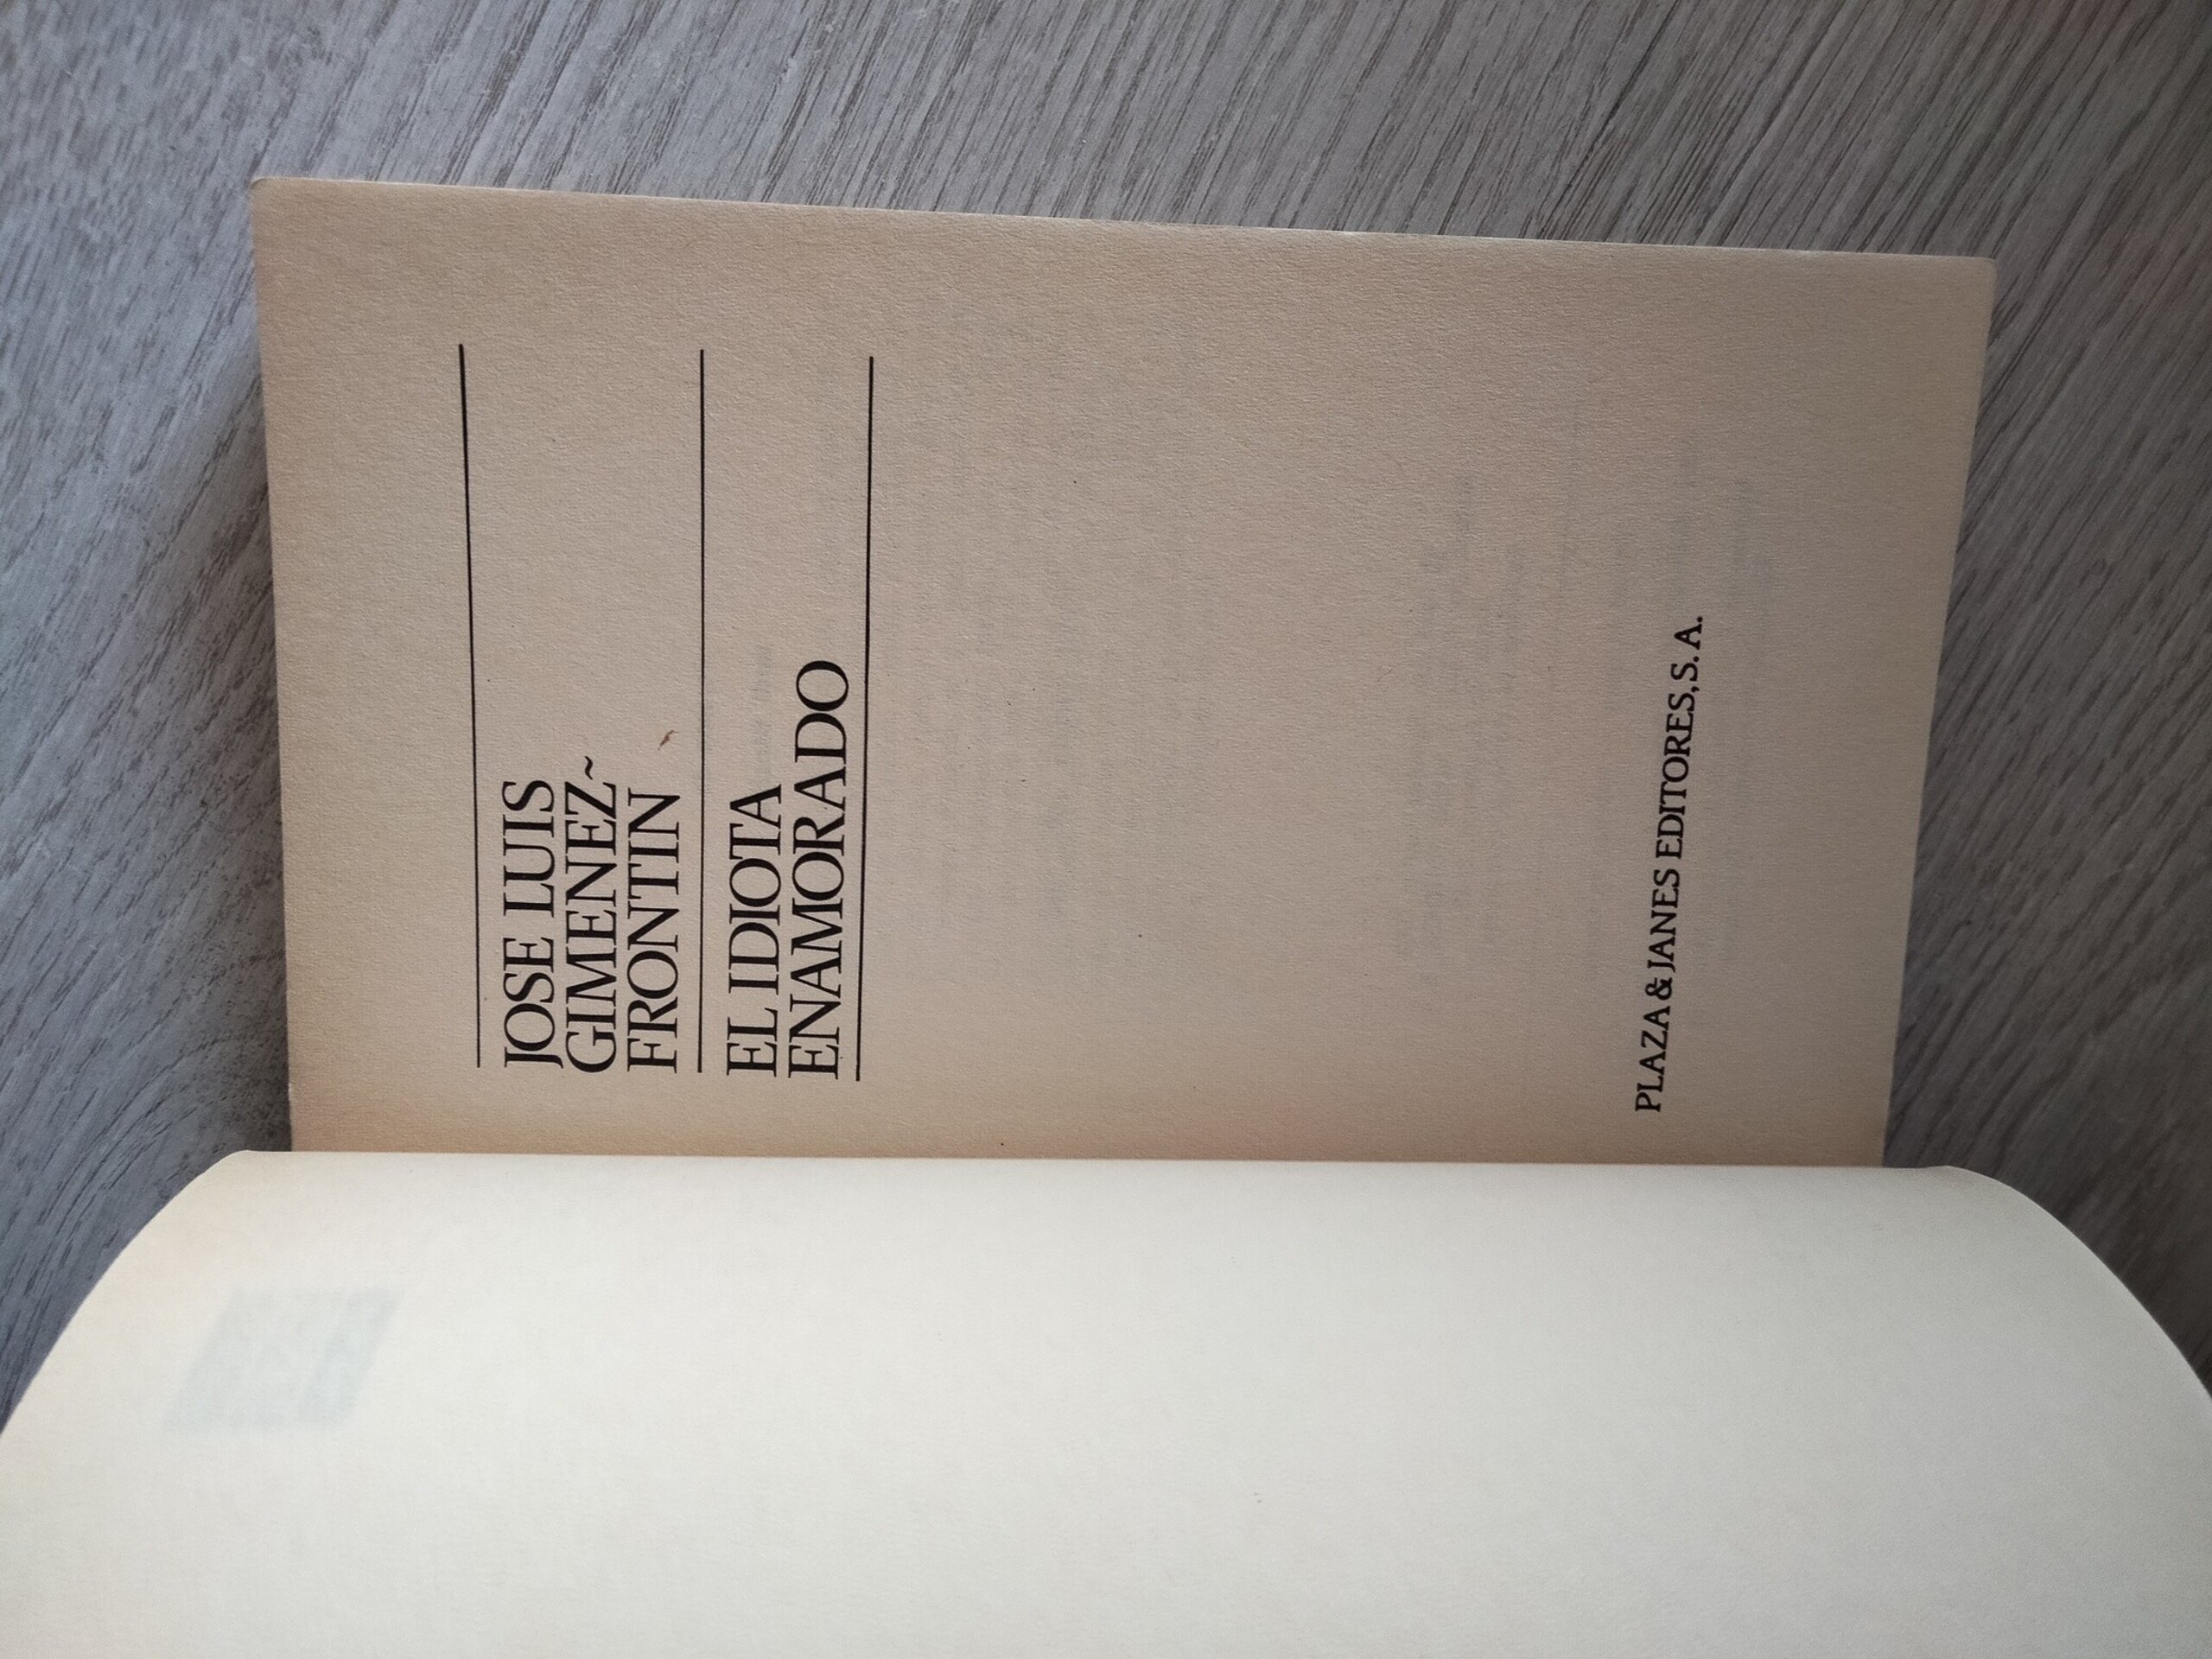 JOSE LUIS
GIMENEZ~
FRONTIN
EL IDIOTA
ENAMORADO
PLAZA & JANES EDITORES, S. A.